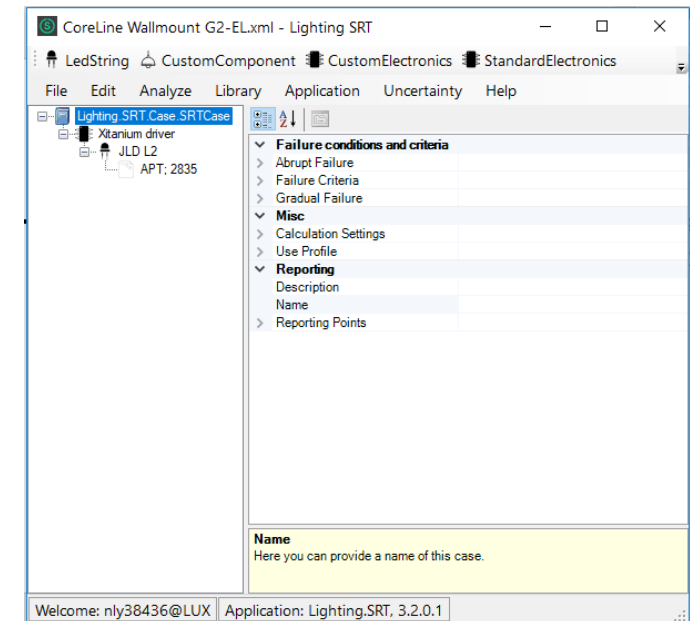 CoreLine Wallmount G2-EL.xml - Lighting SRT
LedString CustomComponent CustomElectronics StandardElectronics
File Edit Analyze Library Application Uncertainty Help
Lighting.SRT.Case.SRTCase
Xitanium driver
JLD L2
APT; 2835
Failure conditions and criteria
Abrupt Failure
Failure Criteria
Gradual Failure
Misc
Calculation Settings
Use Profile
Reporting
Description
Name
Reporting Points
Name
Here you can provide a name of this case.
Welcome: nly38436@LUX Application: Lighting.SRT, 3.2.0.1